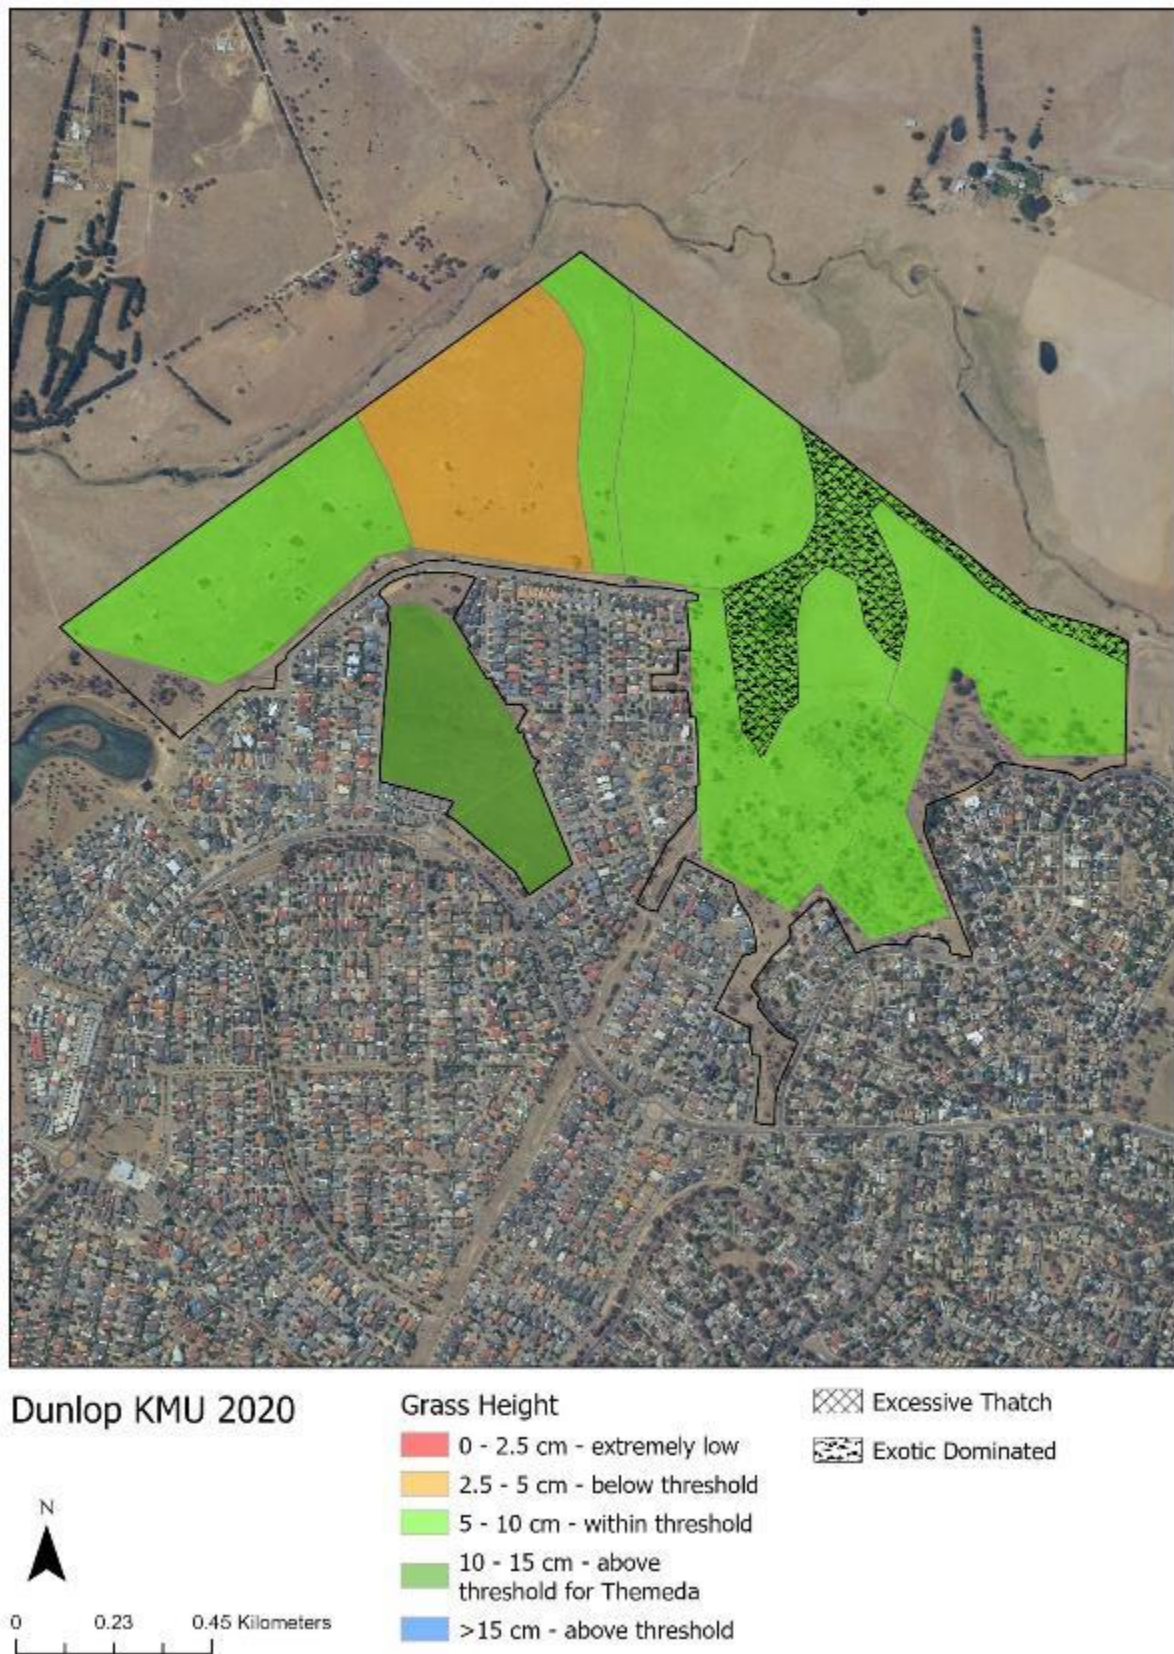 Dunlop KMU 2020
N
0 0.23 0.45 Kilometers
Grass Height
0 - 2.5 cm - extremely low
2.5 - 5 cm - below threshold
5 - 10 cm - within threshold
10 - 15 cm - above
threshold for Themeda
>15 cm - above threshold
Excessive Thatch
Exotic Dominated